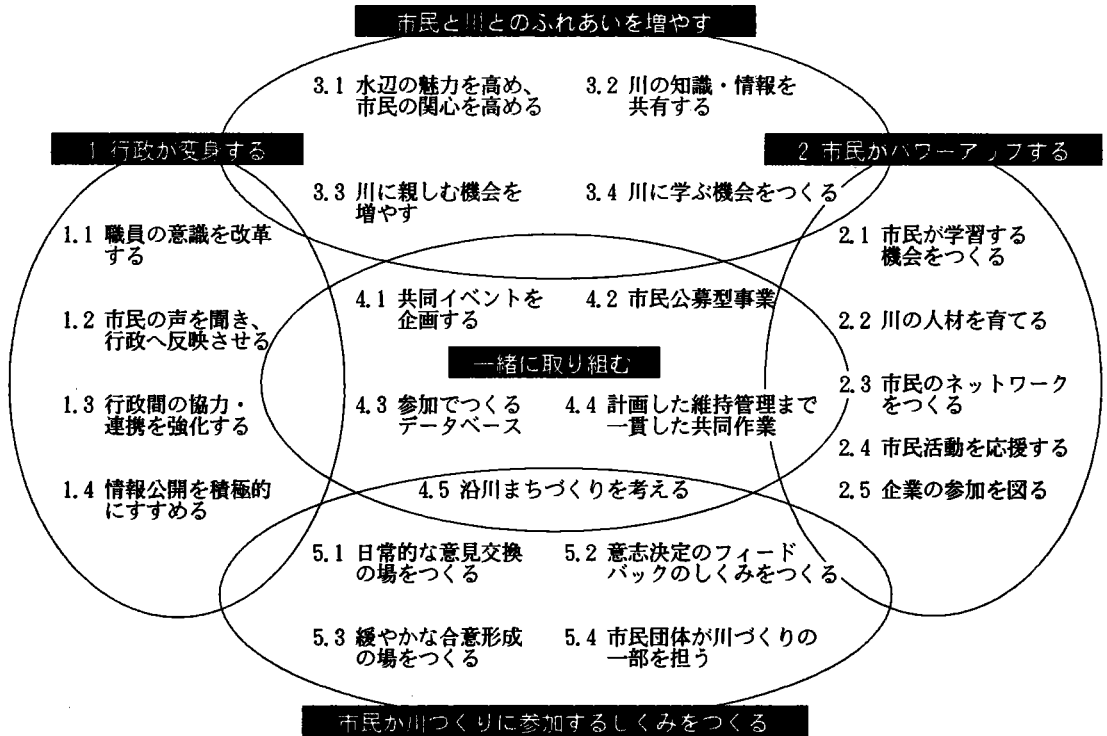 市民と川とのふれあいを増やす
3.1 水辺の魅力を高め、
市民の関心を高める
3.2 川の知識・情報を
共有する
1 行政が変身する
2 市民がパワーアップする
3.3 川に親しむ機会を
増やす
3.4 川に学ぶ機会をつくる
1.1 職員の意識を改革
する
1.2 市民の声を聞き、
行政へ反映させる
1.3 行政間の協力・
連携を強化する
1.4 情報公開を積極的
にすすめる
4.1 共同イベントを
企画する
4.2 市民公募型事業
一緒に取り組む
4.3 参加でつくる
データベース
4.4 計画した維持管理まで
一貫した共同作業
4.5 沿川まちづくりを考える
2.1 市民が学習する
機会をつくる
2.2 川の人材を育てる
2.3 市民のネットワーク
をつくる
2.4 市民活動を応援する
2.5 企業の参加を図る
5.1 日常的な意見交換
の場をつくる
5.2 意志決定のフィード
バックのしくみをつくる
5.3 緩やかな合意形成
の場をつくる
5.4 市民団体が川づくりの
一部を担う
市民が川づくりに参加するしくみをつくる